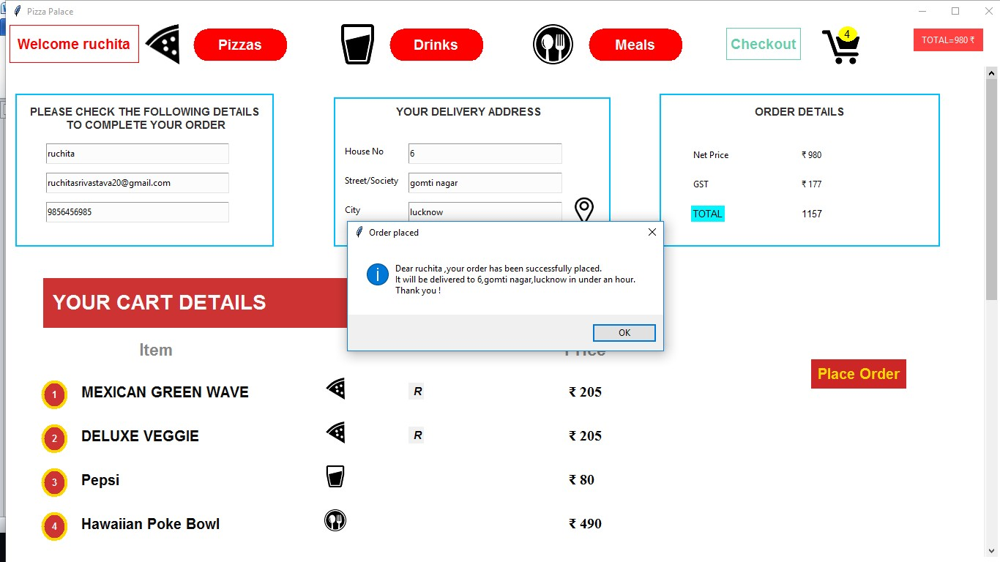 Pizza Palace
Welcome ruchita
Pizzas
Drinks
Meals
Checkout
4
TOTAL=980 ₹
PLEASE CHECK THE FOLLOWING DETAILS
TO COMPLETE YOUR ORDER
ruchita
ruchitasrivastava20@gmail.com
9856456985
YOUR DELIVERY ADDRESS
House No 6
Street/Society gomti nagar
City lucknow
ORDER DETAILS
Net Price ₹ 980
GST ₹ 177
TOTAL 1157
Order placed
Dear ruchita ,your order has been successfully placed.
It will be delivered to 6,gomti nagar,lucknow in under an hour.
Thank you !
OK
YOUR CART DETAILS
Item Price
Place Order
1 MEXICAN GREEN WAVE R ₹ 205
2 DELUXE VEGGIE R ₹ 205
3 Pepsi ₹ 80
4 Hawaiian Poke Bowl ₹ 490